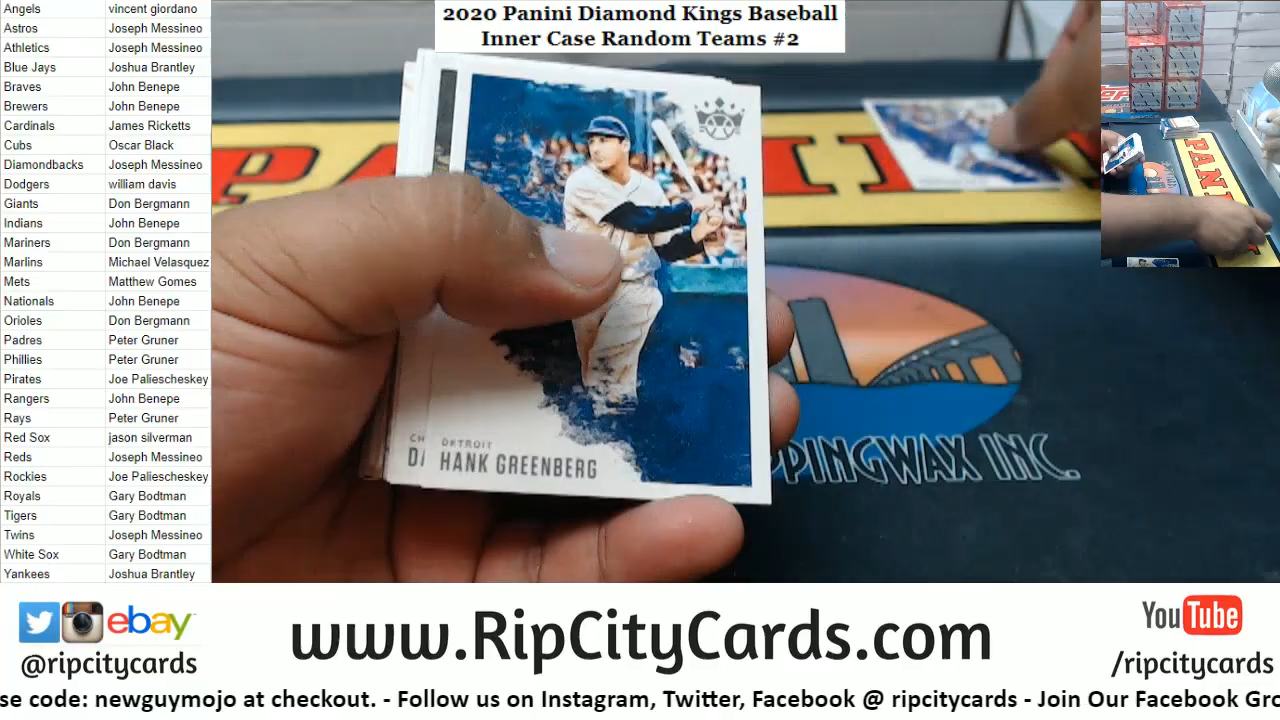 2020 Panini Diamond Kings Baseball
Inner Case Random Teams #2
Angels vincent giordano
Astros Joseph Messineo
Athletics Joseph Messineo
Blue Jays Joshua Brantley
Braves John Benepe
Brewers John Benepe
Cardinals James Ricketts
Cubs Oscar Black
Diamondbacks Joseph Messineo
Dodgers william davis
Giants Don Bergmann
Indians John Benepe
Mariners Don Bergmann
Marlins Michael Velasquez
Mets Matthew Gomes
Nationals John Benepe
Orioles Don Bergmann
Padres Peter Gruner
Phillies Peter Gruner
Pirates Joe Paliescheskey
Rangers John Benepe
Rays Peter Gruner
Red Sox jason silverman
Reds Joseph Messineo
Rockies Joe Paliescheskey
Royals Gary Bodtman
Tigers Gary Bodtman
Twins Joseph Messineo
White Sox Gary Bodtman
Yankees Joshua Brantley
CH DETROIT
HANK GREENBERG
PPINGWAX INC.
PANINI
ebay
@ripcitycards
www.RipCityCards.com
YouTube
/ripcitycards
se code: newguymojo at checkout. - Follow us on Instagram, Twitter, Facebook @ ripcitycards - Join Our Facebook Gro